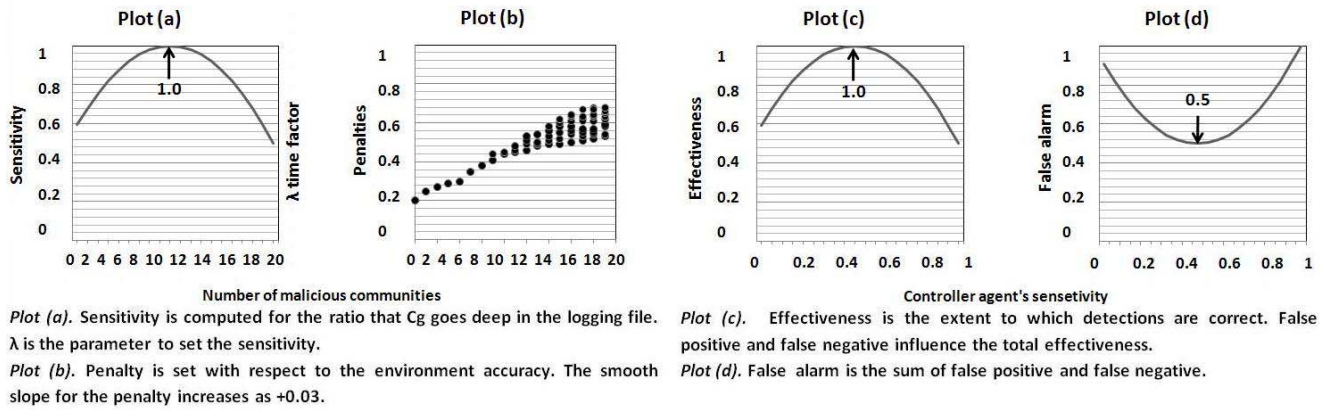 Plot (a)
Plot (b)
Plot (c)
Plot (d)
Sensitivity
1
0.8
0.6
0.4
0.2
0
1.0
0 2 4 6 8 10 12 14 16 18 20
λ time factor
Penalties
1
0.8
0.6
0.4
0.2
0
0 2 4 6 8 10 12 14 16 18 20
Number of malicious communities
Effectiveness
1
0.8
0.6
0.4
0.2
0
1.0
0 0.2 0.4 0.6 0.8 1
False alarm
1
0.8
0.6
0.4
0.2
0
0.5
0 0.2 0.4 0.6 0.8 1
Controller agent's sensetivity
Plot (a). Sensitivity is computed for the ratio that Cg goes deep in the logging file.
λ is the parameter to set the sensitivity.
Plot (b). Penalty is set with respect to the environment accuracy. The smooth
slope for the penalty increases as +0.03.
Plot (c). Effectiveness is the extent to which detections are correct. False
positive and false negative influence the total effectiveness.
Plot (d). False alarm is the sum of false positive and false negative.